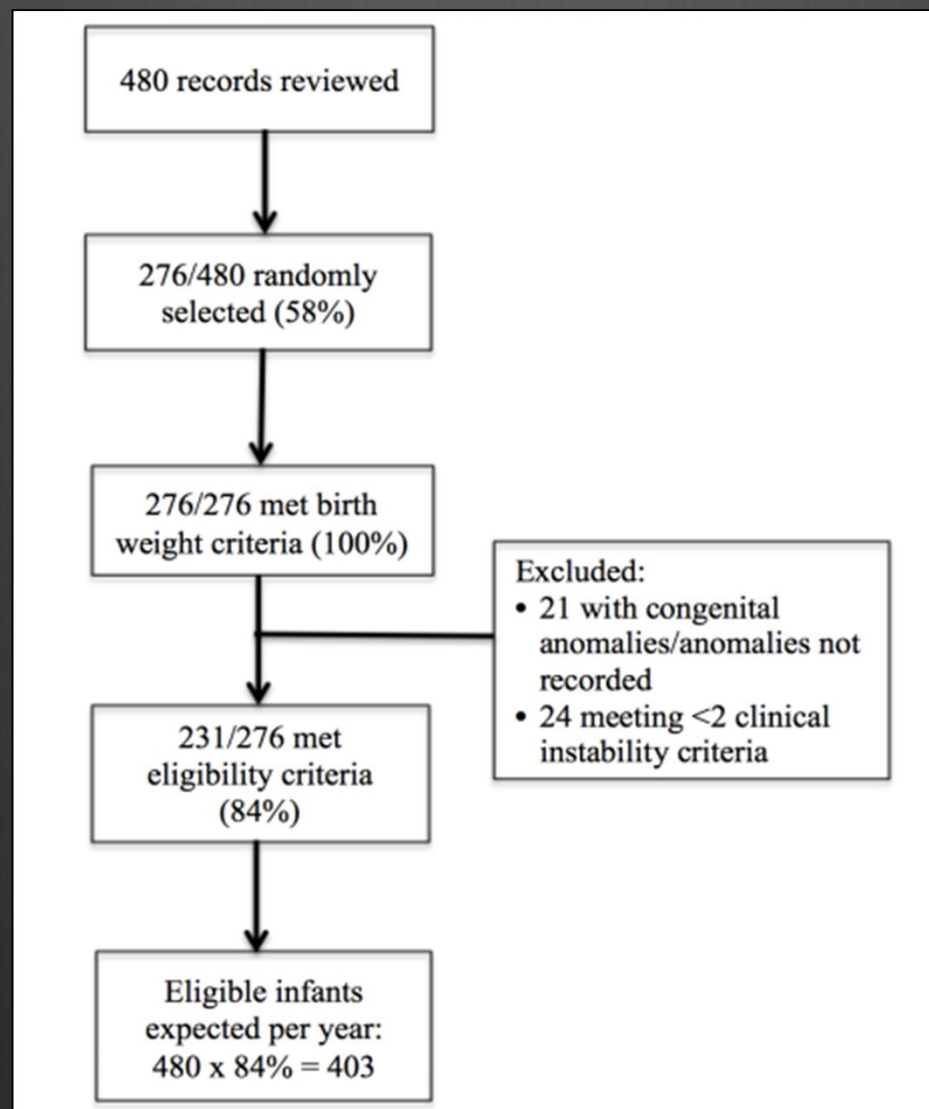 480 records reviewed
276/480 randomly
selected (58%)
276/276 met birth
weight criteria (100%)
Excluded:
• 21 with congenital
anomalies/anomalies not
recorded
• 24 meeting <2 clinical
instability criteria
231/276 met
eligibility criteria
(84%)
Eligible infants
expected per year:
480 x 84% = 403